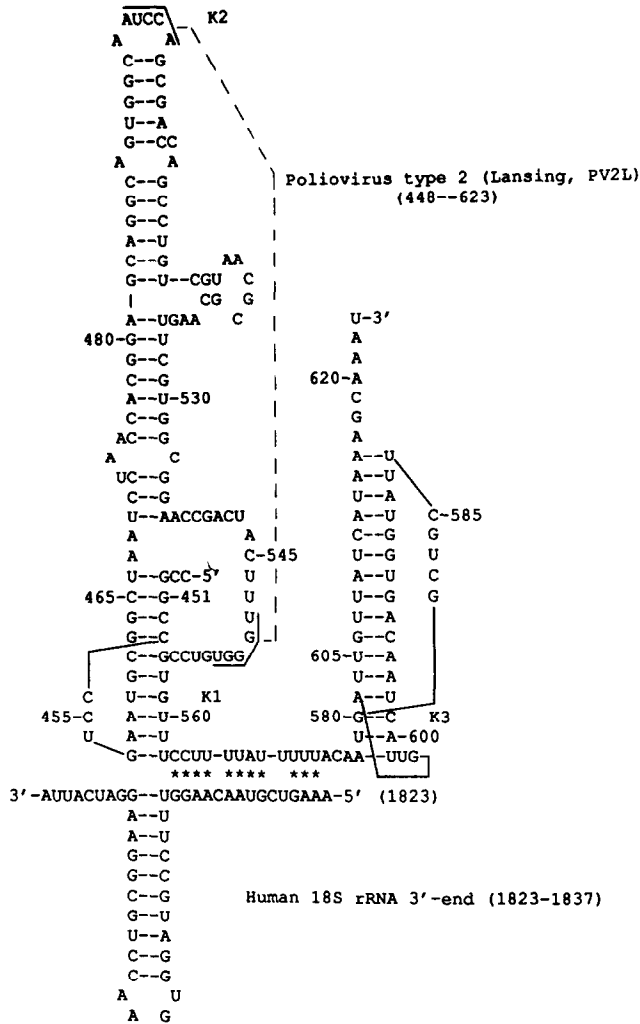 AUCC K2
A A
C--G
G--C
G--G
U--A
G--CC
A A
C--G
Poliovirus type 2 (Lansing, PV2L)
(448--623)
G--C
G--C
A--U
C--G AA
G--U--CGU C
CG G
A--UGAA C U-3'
480-G--U A
G--C A
C--G 620-A
A--U-530 C
C--G G
AC--G A
A C A--U
UC--G A--U
C--G A--A
U--AACCGACU A--U C-585
A A C--G G
A C-545 U--U U
U--GCC-5' U A--G C
465-C--G-451 U U--A G
G--C U G--C
G--C G U--A
C--GCCUGUGG 605-G--A
G--U U--A
C U--G K1 U--U
C A--U A--U
455-C A--U-560 580-G--C K3
U U--A-600
G--UCCUU-UUAU-UUUUACAA--UUG
**** **** ***
3'-AUUACUAGG--UGGAACAAUGCUGAAA-5' (1823)
A--U
A--U
G--C
G--C
C--G
G--U Human 18S rRNA 3'-end (1823-1837)
U--A
C--G
C--G
A U
A G